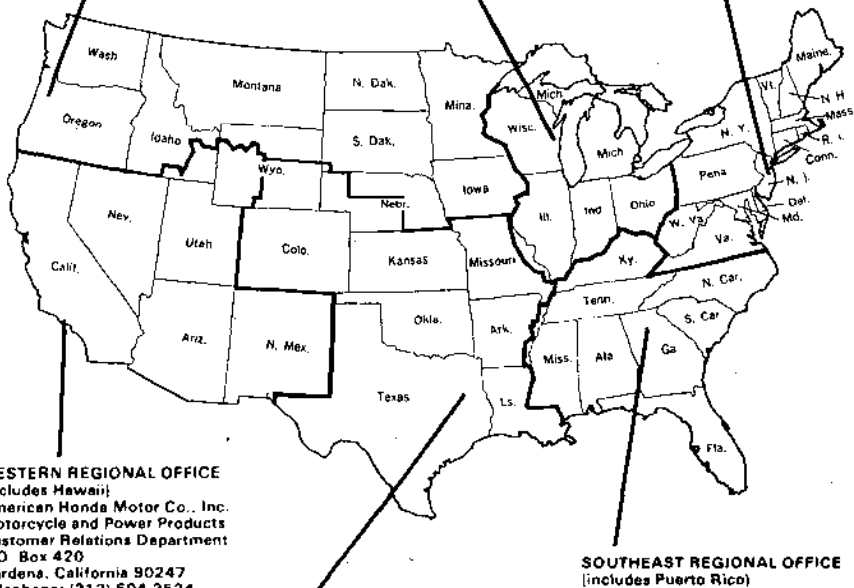 Wash
Montana
N. Dak.
Minn.
Mich
Maine.
Vt.
N H
Mass
Oregon
Idaho
S. Dak.
Wisc.
Mich
N. Y.
R. I.
Conn.
Wyo.
Iowa
Pena
N. J.
Nebr.
Ill.
Ind
Ohio
Del.
Md.
Nev.
Utah
Colo.
Kansas
Missouri
W. Va.
Va.
Ky.
Calif.
N. Car.
Tenn.
Okla.
Ark.
S. Car
Ariz.
N. Mex.
Miss.
Ala
Ga
Texas
Ls.
Fla.
ESTERN REGIONAL OFFICE
cludes Hawaii)
merican Honda Motor Co., Inc.
otorcycle and Power Products
ustomer Relations Department
O. Box 420
ardena, California 90247
SOUTHEAST REGIONAL OFFICE
(includes Puerto Rico)